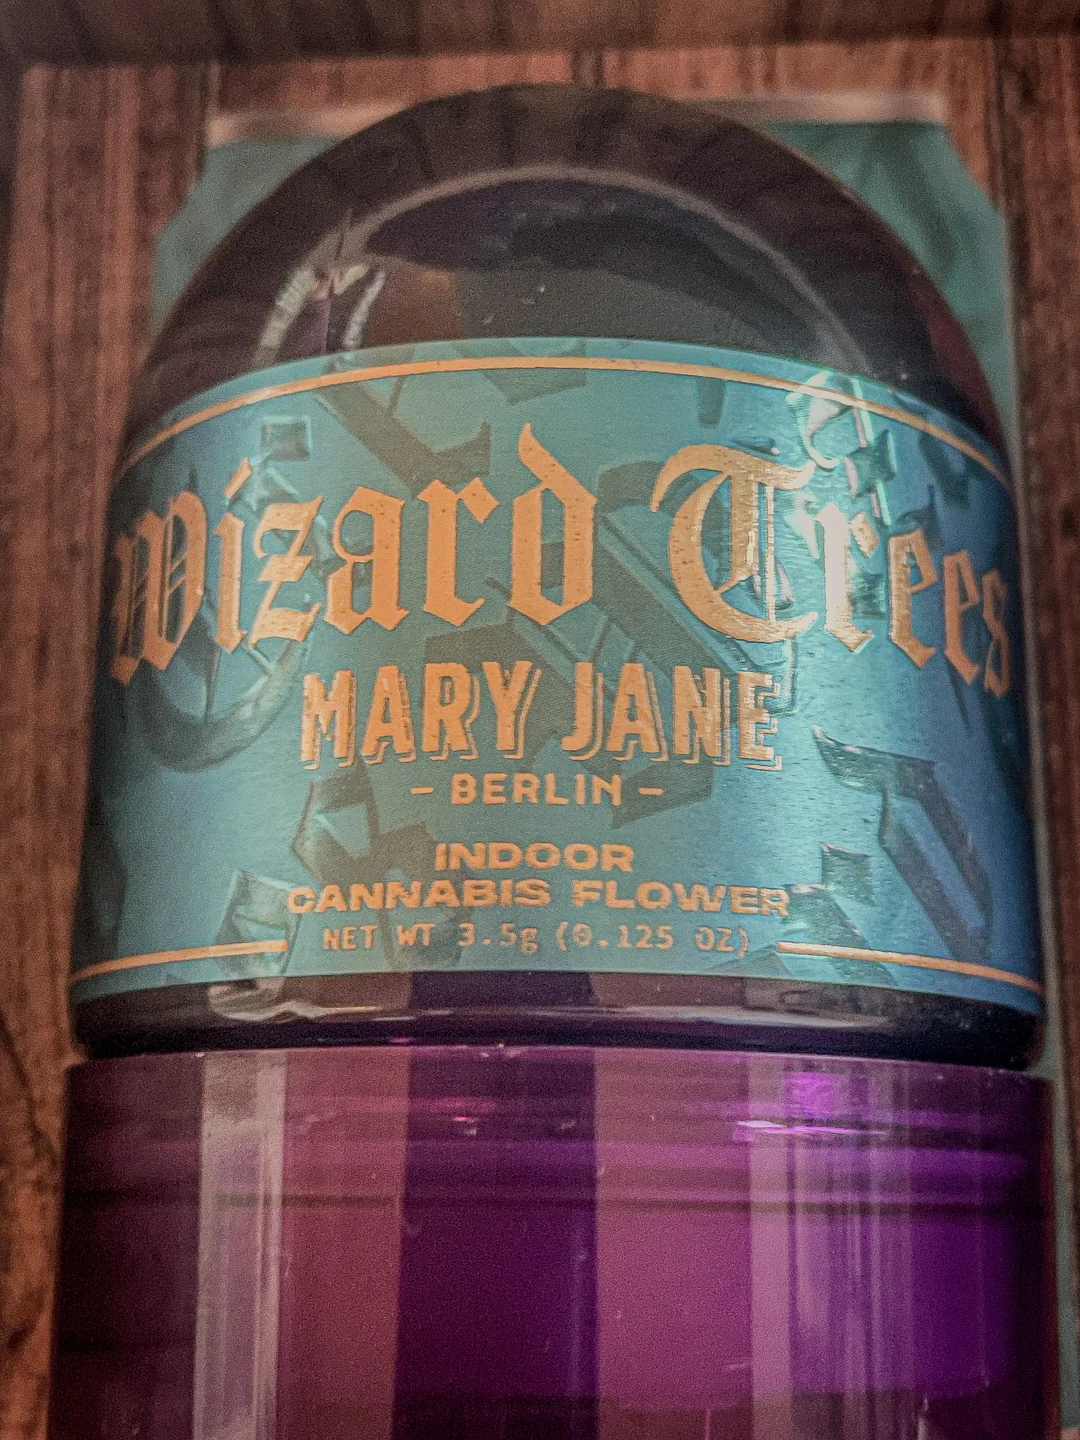 Wizard Trees
MARY JANE
– BERLIN –
INDOOR
CANNABIS FLOWER
NET WT 3.5g (0.125 OZ)